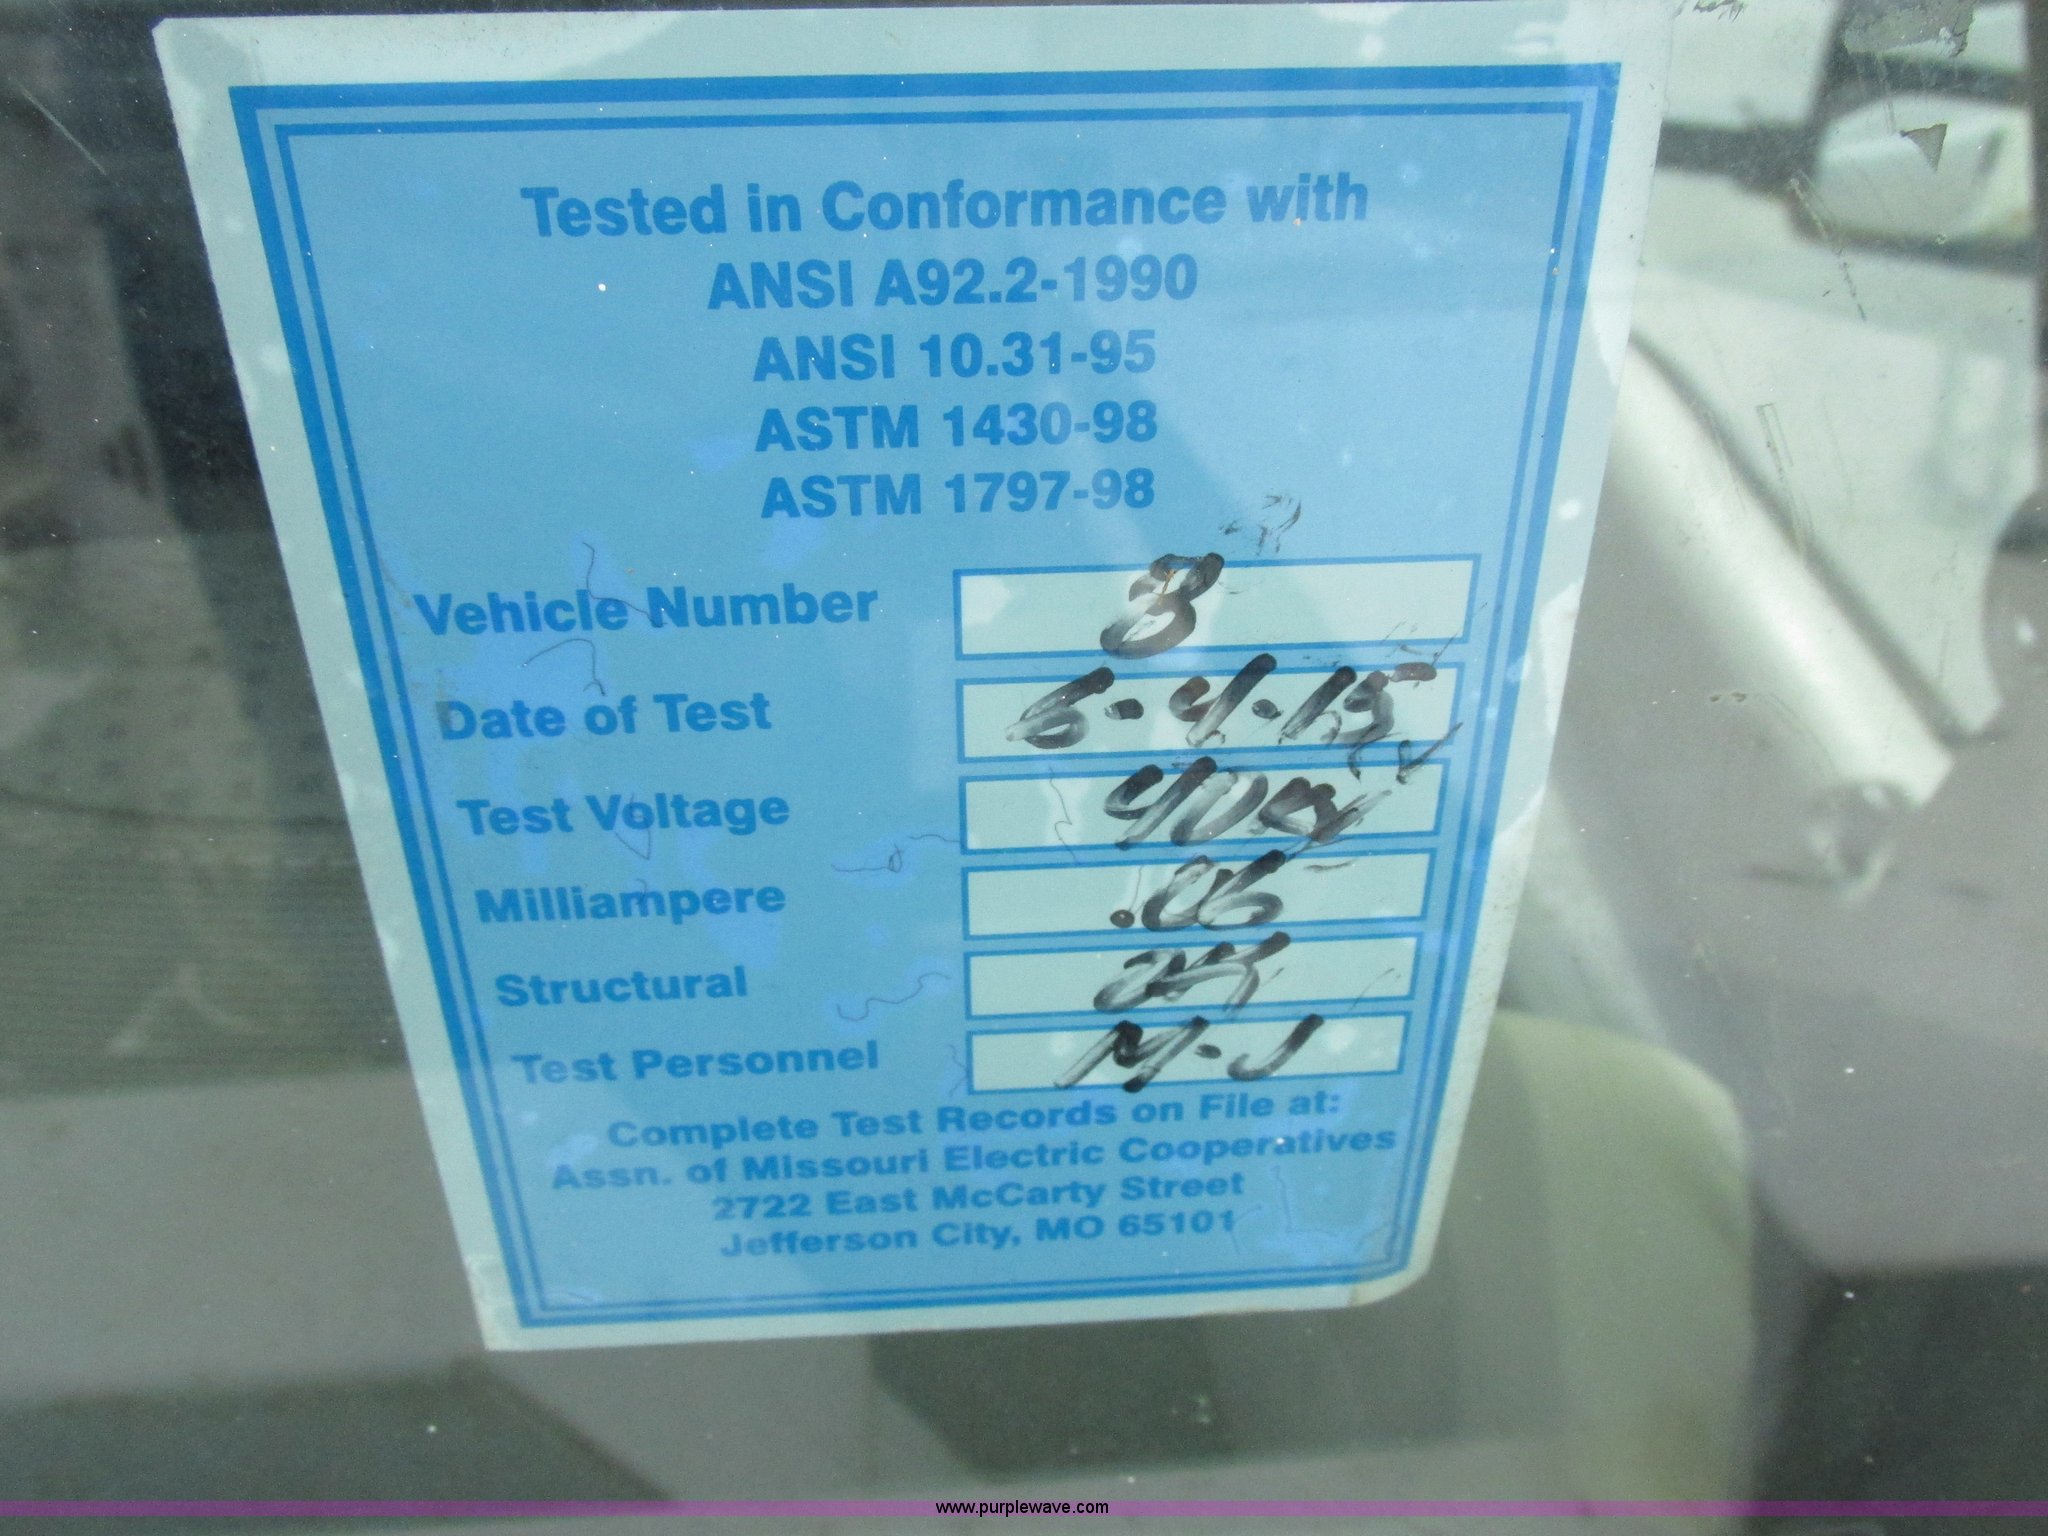 Tested in Conformance with
ANSI A92.2-1990
ANSI 10.31-95
ASTM 1430-98
ASTM 1797-98
Vehicle Number 8
Date of Test 6-4-15
Test Voltage
Milliampere .06
Structural
Test Personnel M-J
Complete Test Records on File at:
Assn. of Missouri Electric Cooperatives
2722 East McCarty Street
Jefferson City, MO 65101
www.purplewave.com